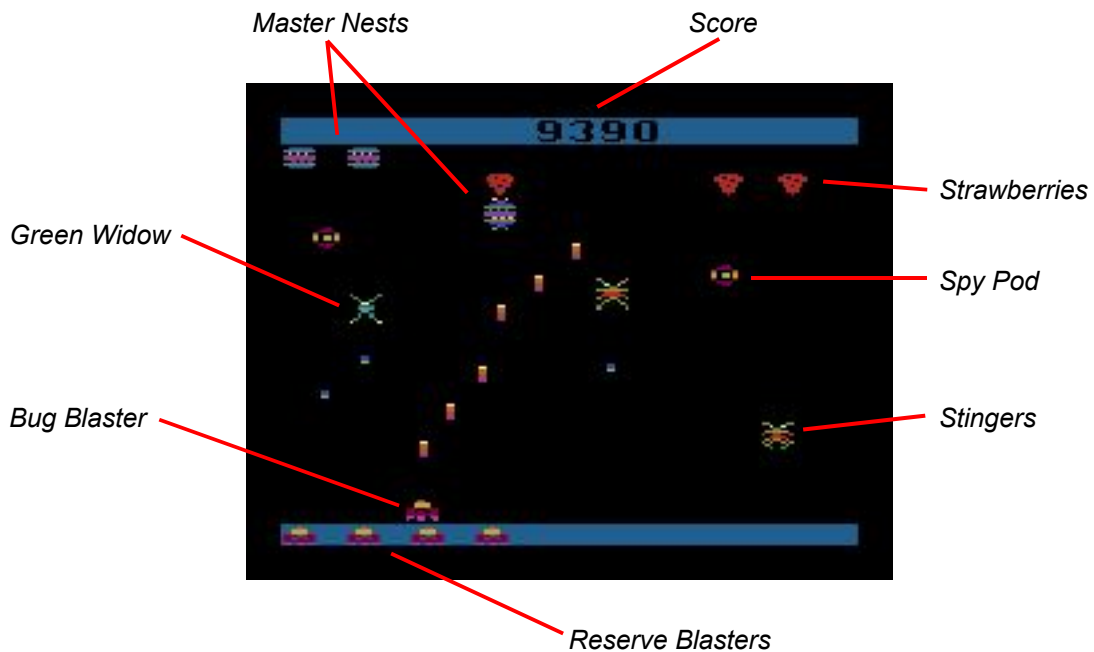 Master Nests
Score
9390
Strawberries
Green Widow
Spy Pod
Bug Blaster
Stingers
Reserve Blasters